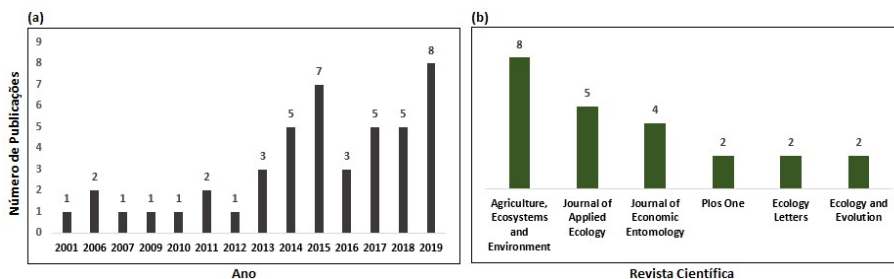 (a)
Número de Publicações
9
8
7
6
5
4
3
2
1
0
1
2
1
1
1
2
1
3
5
7
3
5
5
8
2001 2006 2007 2009 2010 2011 2012 2013 2014 2015 2016 2017 2018 2019
Ano
(b)
8
5
4
2
2
2
Agriculture,
Ecosystems
and
Environment
Journal of
Applied
Ecology
Journal of
Economic
Entomology
Plos One
Ecology
Letters
Ecology and
Evolution
Revista Científica